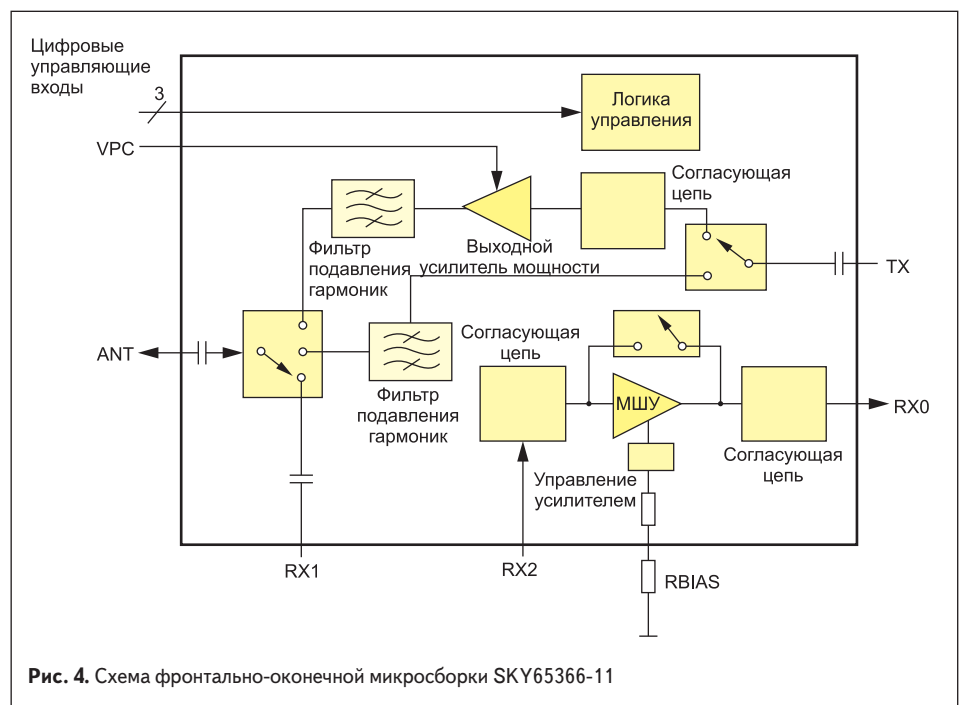 Цифровые
управляющие
входы
3
Логика
управления
VPC
Согласующая
цепь
Фильтр
подавления
гармоник
Выходной
усилитель мощности
TX
ANT
Фильтр
подавления
гармоник
Согласующая
цепь
МШУ
RX0
Согласующая
цепь
Управление
усилителем
RX1
RX2
RBIAS
Рис. 4. Схема фронтально-оконечной микросборки SKY65366-11